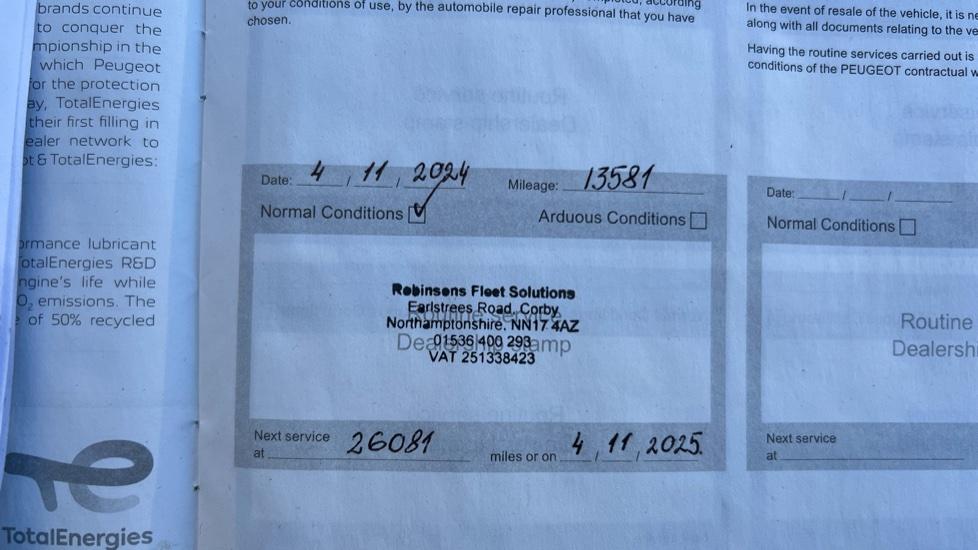 brands continue
to conquer the
mpionship in the
which Peugeot
for the protection
ay, TotalEnergies
their first filling in
ealer network to
ot & TotalEnergies:
ormance lubricant
otalEnergies R&D
ngine's life while
O₂ emissions. The
of 50% recycled
TotalEnergies
to your conditions of use, by the automobile repair professional that you have
chosen.
Date: 4 / 11 / 2024 Mileage: 13581
Normal Conditions ☑ Arduous Conditions ☐
Robinsons Fleet Solutions
Earlstrees Road, Corby
Northamptonshire. NN17 4AZ
01536 400 293
VAT 251338423
Routine service
Dealership stamp
Next service
at 26081 miles or on 4 / 11 / 2025.
In the event of resale of the vehicle, it is ne
along with all documents relating to the ve
Having the routine services carried out is
conditions of the PEUGEOT contractual w
Date: / /
Normal Conditions ☐
Routine
Dealersh
Next service
at